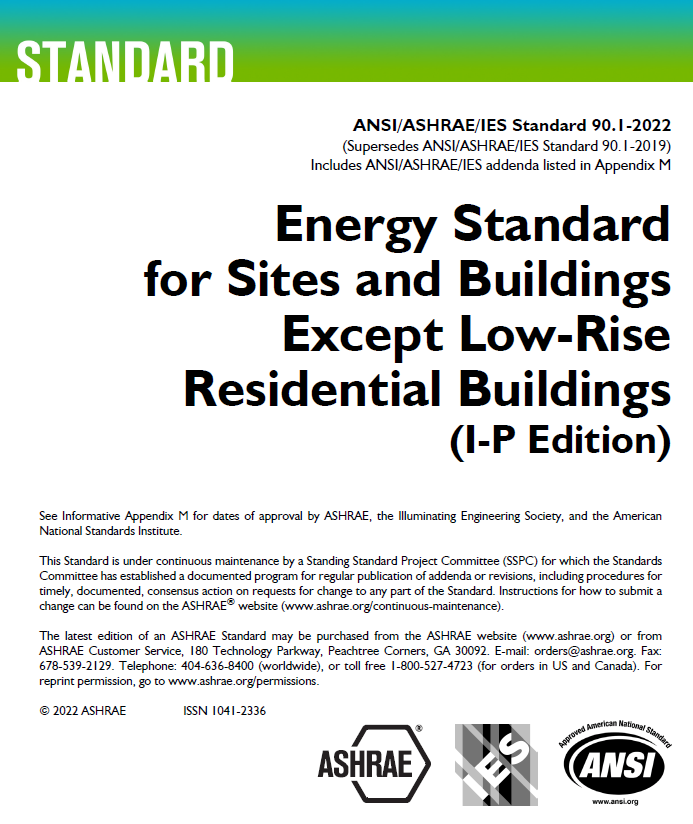 STANDARD
ANSI/ASHRAE/IES Standard 90.1-2022
(Supersedes ANSI/ASHRAE/IES Standard 90.1-2019)
Includes ANSI/ASHRAE/IES addenda listed in Appendix M
Energy Standard
for Sites and Buildings
Except Low-Rise
Residential Buildings
(I-P Edition)
See Informative Appendix M for dates of approval by ASHRAE, the Illuminating Engineering Society, and the American
National Standards Institute.
This Standard is under continuous maintenance by a Standing Standard Project Committee (SSPC) for which the Standards
Committee has established a documented program for regular publication of addenda or revisions, including procedures for
timely, documented, consensus action on requests for change to any part of the Standard. Instructions for how to submit a
change can be found on the ASHRAE® website (www.ashrae.org/continuous-maintenance).
The latest edition of an ASHRAE Standard may be purchased from the ASHRAE website (www.ashrae.org) or from
ASHRAE Customer Service, 180 Technology Parkway, Peachtree Corners, GA 30092. E-mail: orders@ashrae.org. Fax:
678-539-2129. Telephone: 404-636-8400 (worldwide), or toll free 1-800-527-4723 (for orders in US and Canada). For
reprint permission, go to www.ashrae.org/permissions.
© 2022 ASHRAE ISSN 1041-2336
ASHRAE ®
IES
Approved American National Standard
ANSI
www.ansi.org